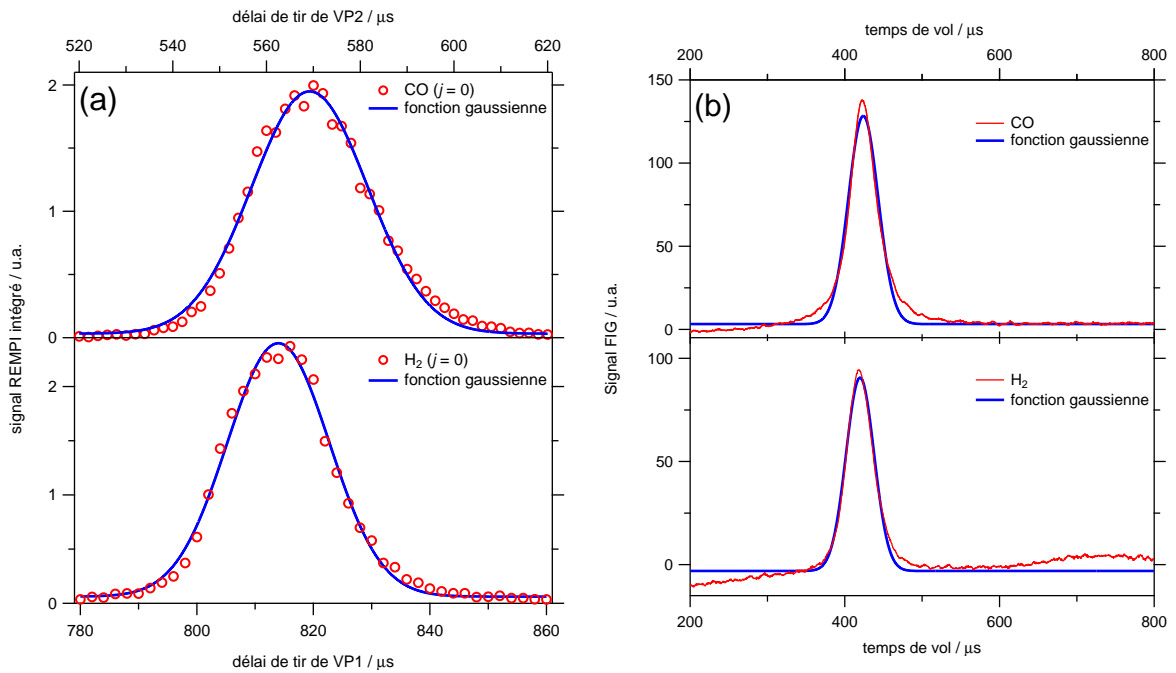 délai de tir de VP2 / μs
520 540 560 580 600 620
(a)
CO (j = 0)
fonction gaussienne
2
1
0
signal REMPI intégré / u.a.
H₂ (j = 0)
fonction gaussienne
2
1
0
780 800 820 840 860
délai de tir de VP1 / μs
temps de vol / μs
200 400 600 800
(b)
CO
fonction gaussienne
150
100
50
0
Signal FIG / u.a.
H₂
fonction gaussienne
100
50
0
200 400 600 800
temps de vol / μs